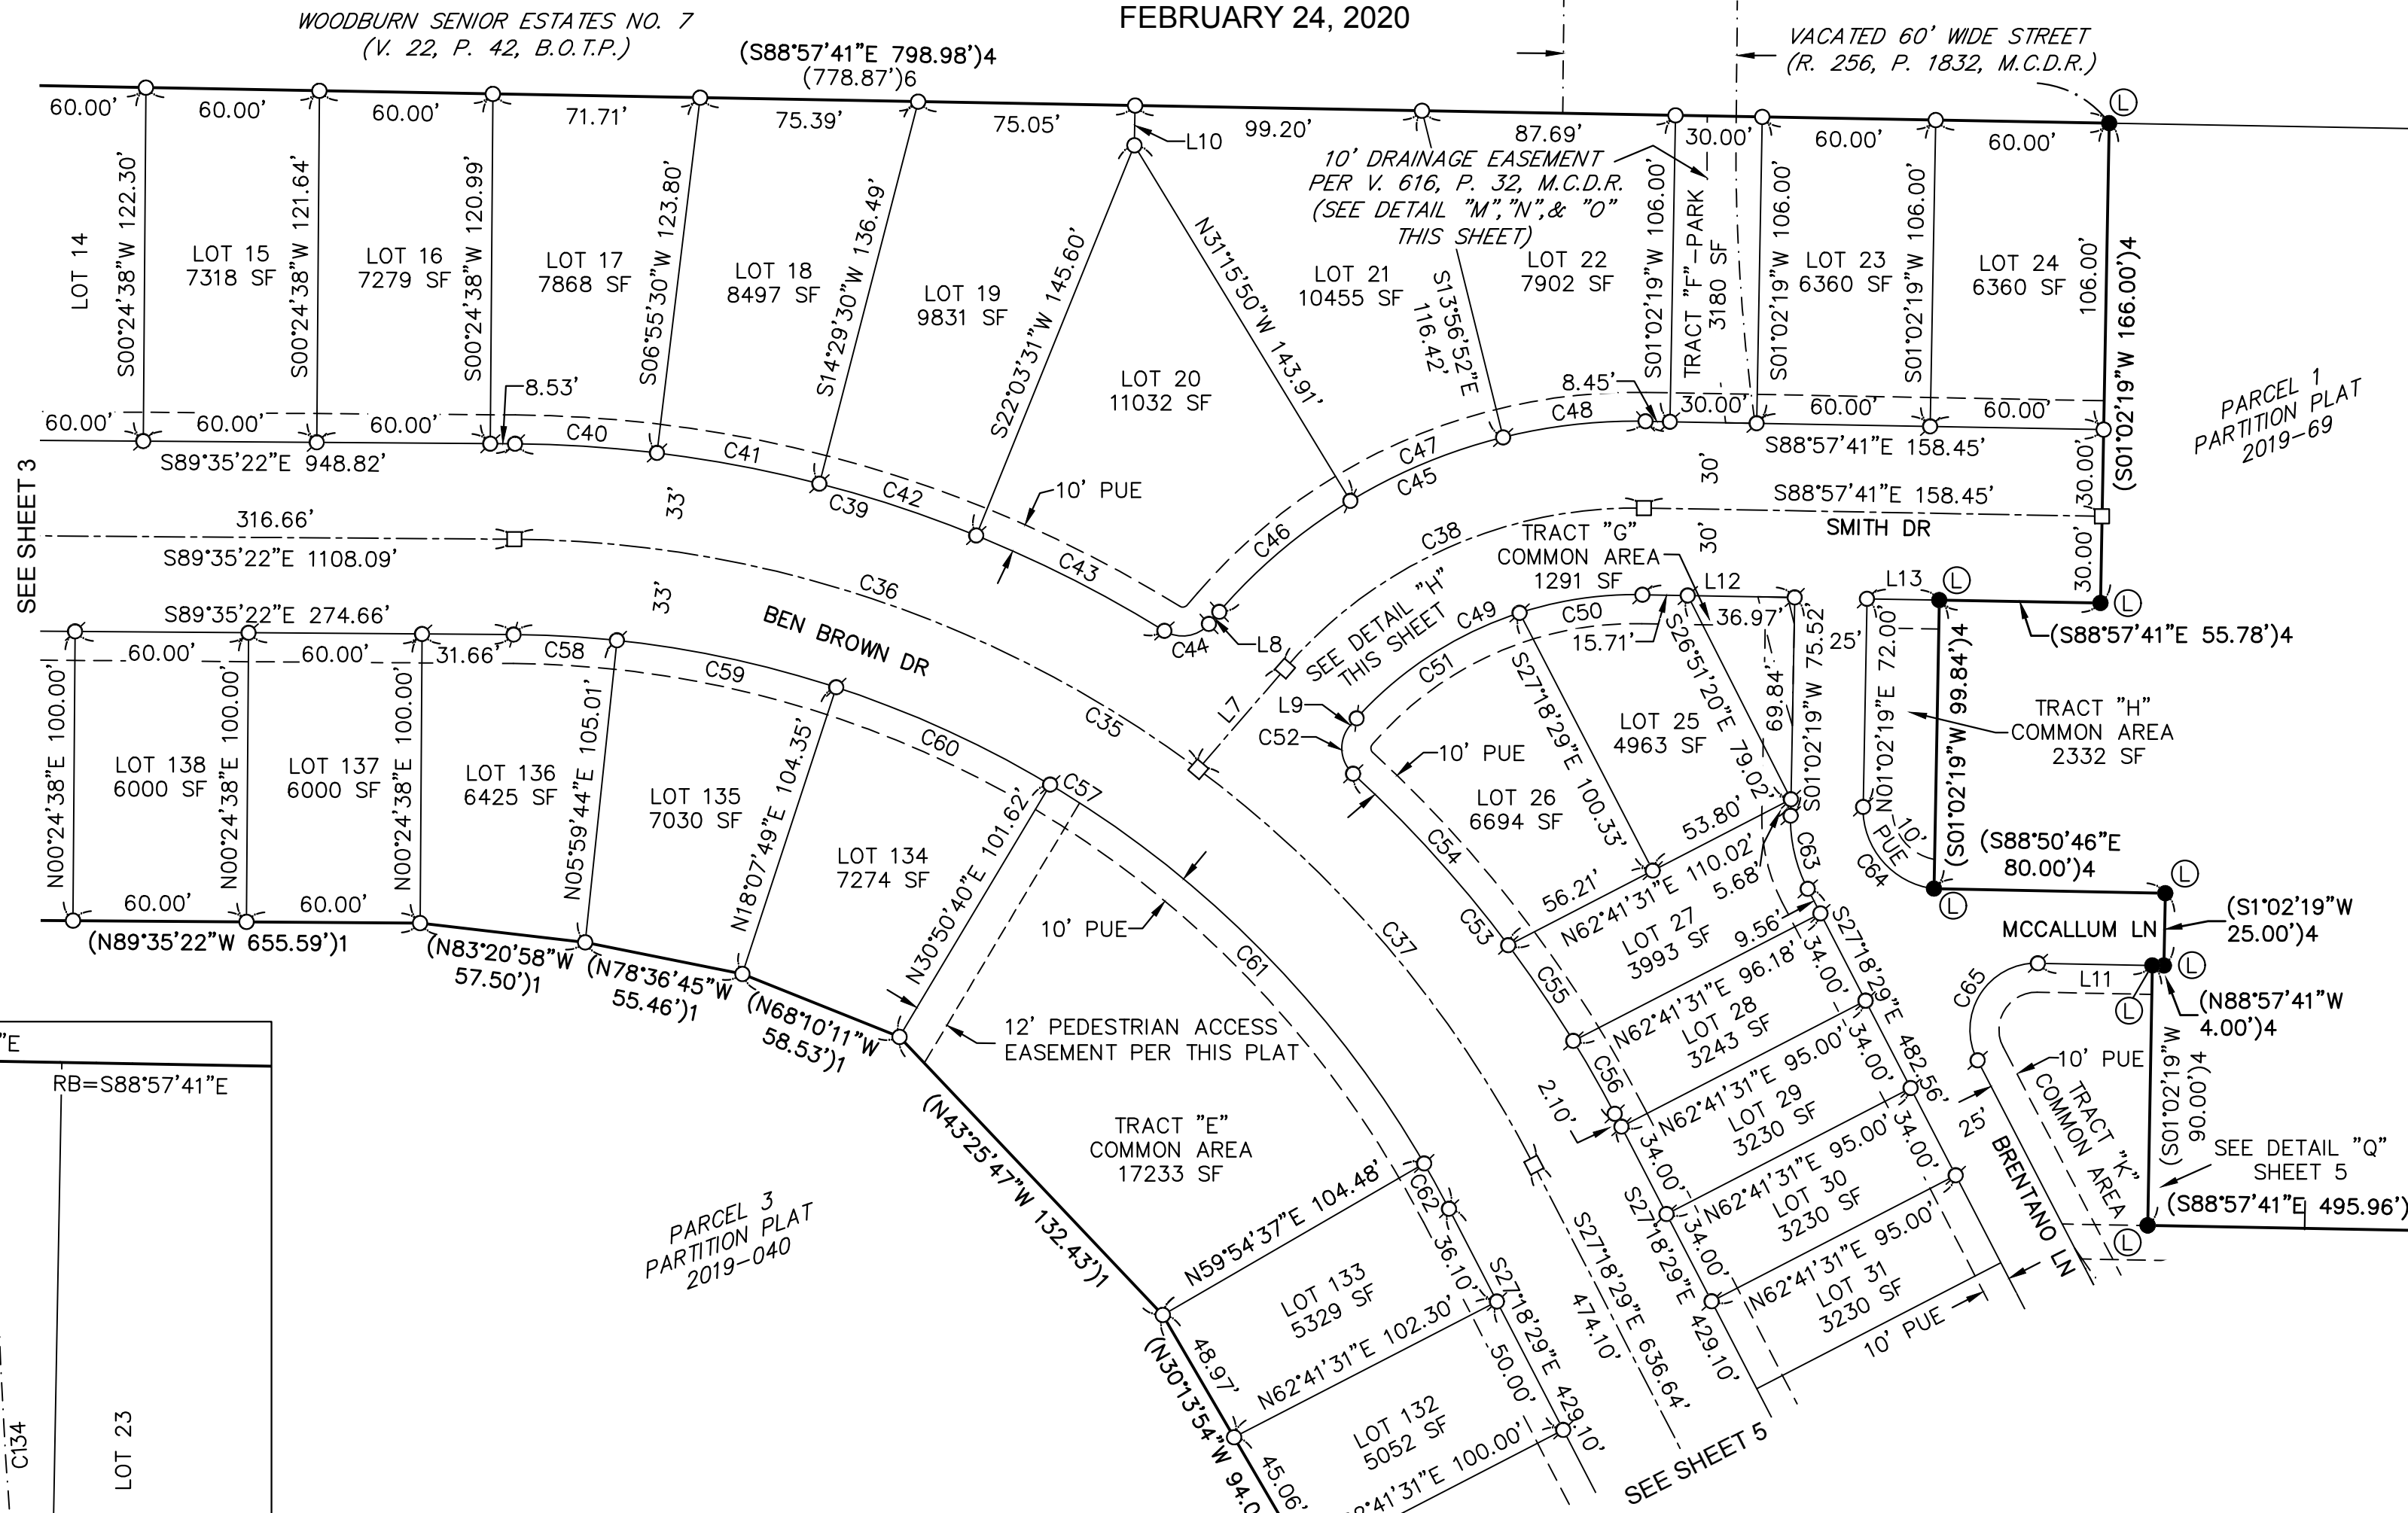 WOODBURN SENIOR ESTATES NO. 7
(V. 22, P. 42, B.O.T.P.)
FEBRUARY 24, 2020
(S88°57'41"E 798.98')4
(778.87')6
VACATED 60' WIDE STREET
(R. 256, P. 1832, M.C.D.R.)
L
60.00'
60.00'
60.00'
71.71'
75.39'
75.05'
L10
99.20'
87.69'
30.00'
60.00'
60.00'
10' DRAINAGE EASEMENT
PER V. 616, P. 32, M.C.D.R.
(SEE DETAIL "M","N",& "O"
THIS SHEET)
LOT 14
S00°24'38"W 122.30'
LOT 15
7318 SF
S00°24'38"W 121.64'
LOT 16
7279 SF
S00°24'38"W 120.99'
LOT 17
7868 SF
S06°55'30"W 123.80'
LOT 18
8497 SF
S14°29'30"W 136.49'
LOT 19
9831 SF
S22°03'31"W 145.60'
LOT 20
11032 SF
N31°15'50"W 143.91'
LOT 21
10455 SF
S13°56'52"E
116.42'
LOT 22
7902 SF
S01°02'19"W 106.00'
TRACT "F"-PARK
3180 SF
S01°02'19"W 106.00'
LOT 23
6360 SF
S01°02'19"W 106.00'
LOT 24
6360 SF
106.00'
(S01°02'19"W 166.00')4
PARCEL 1
PARTITION PLAT
2019-69
60.00'
60.00'
60.00'
8.53'
C40
C41
C42
C39
C43
10' PUE
C44
L8
C46
C45
C47
C48
8.45'
30.00'
60.00'
60.00'
S88°57'41"E 158.45'
S89°35'22"E 948.82'
SEE SHEET 3
316.66'
S89°35'22"E 1108.09'
33'
33'
C36
BEN BROWN DR
C35
L7
C38
30'
30'
S88°57'41"E 158.45'
SMITH DR
30.00'
30.00'
SEE DETAIL "H"
THIS SHEET
TRACT "G"
COMMON AREA
1291 SF
C49
C50
C51
15.71'
L12
36.97'
L13
L
L
(S88°57'41"E 55.78')4
25'
L9
C52
S89°35'22"E 274.66'
60.00'
60.00'
31.66'
C58
C59
C60
C57
N00°24'38"E 100.00'
LOT 138
6000 SF
N00°24'38"E 100.00'
LOT 137
6000 SF
N00°24'38"E 100.00'
LOT 136
6425 SF
N05°59'44"E 105.01'
LOT 135
7030 SF
N18°07'49"E 104.35'
LOT 134
7274 SF
N30°50'40"E 101.62'
10' PUE
C61
C37
10' PUE
LOT 26
6694 SF
S27°18'29"E 100.33'
LOT 25
4963 SF
S26°51'20"E 79.02'
69.84'
S01°02'19"W 75.52'
N01°02'19"E 72.00'
(S01°02'19"W 99.84')4
TRACT "H"
COMMON AREA
2332 SF
10'
PUE
C63
C64
(S88°50'46"E
80.00')4
L
L
MCCALLUM LN
(S1°02'19"W
25.00')4
L
(N88°57'41"W
4.00')4
L11
L
C65
10' PUE
(S01°02'19"W
90.00')4
TRACT "K"
COMMON AREA
25'
BRENTANO LN
SEE DETAIL "Q"
SHEET 5
(S88°57'41"E 495.96')
L
C54
C53
C55
C56
53.80'
56.21'
N62°41'31"E 110.02'
5.68'
LOT 27
3993 SF
9.56'
N62°41'31"E 96.18'
34.00'
S27°18'29"E 482.56'
LOT 28
3243 SF
N62°41'31"E 95.00'
34.00'
2.10'
LOT 29
3230 SF
34.00'
N62°41'31"E 95.00'
34.00'
LOT 30
3230 SF
34.00'
N62°41'31"E 95.00'
S27°18'29"E 429.10'
LOT 31
3230 SF
10' PUE
60.00'
60.00'
(N89°35'22"W 655.59')1
(N83°20'58"W
57.50')1
(N78°36'45"W
55.46')1
(N68°10'11"W
58.53')1
12' PEDESTRIAN ACCESS
EASEMENT PER THIS PLAT
(N43°25'47"W 132.43')1
TRACT "E"
COMMON AREA
17233 SF
PARCEL 3
PARTITION PLAT
2019-040
N59°54'37"E 104.48'
C62
36.10'
LOT 133
5329 SF
N62°41'31"E 102.30'
S27°18'29"E 429.10'
S27°18'29"E 636.64'
474.10'
48.97'
(N30°13'54"W 94.0
50.00'
LOT 132
5052 SF
45.06'
2°41'31"E 100.00'
SEE SHEET 5
"E
RB=S88°57'41"E
C134
LOT 23